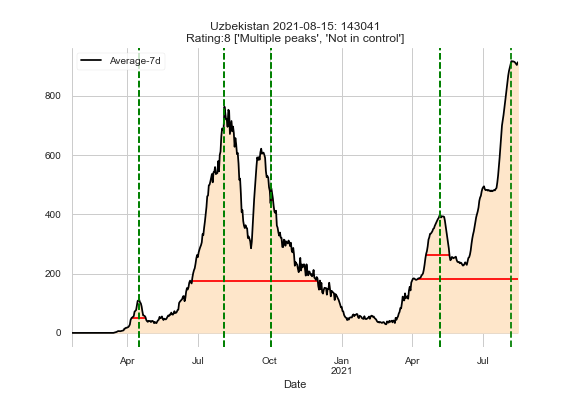 Uzbekistan 2021-08-15: 143041
Rating:8 ['Multiple peaks', 'Not in control']
Average-7d
800
600
400
200
0
Apr Jul Oct Jan Apr Jul
2021
Date